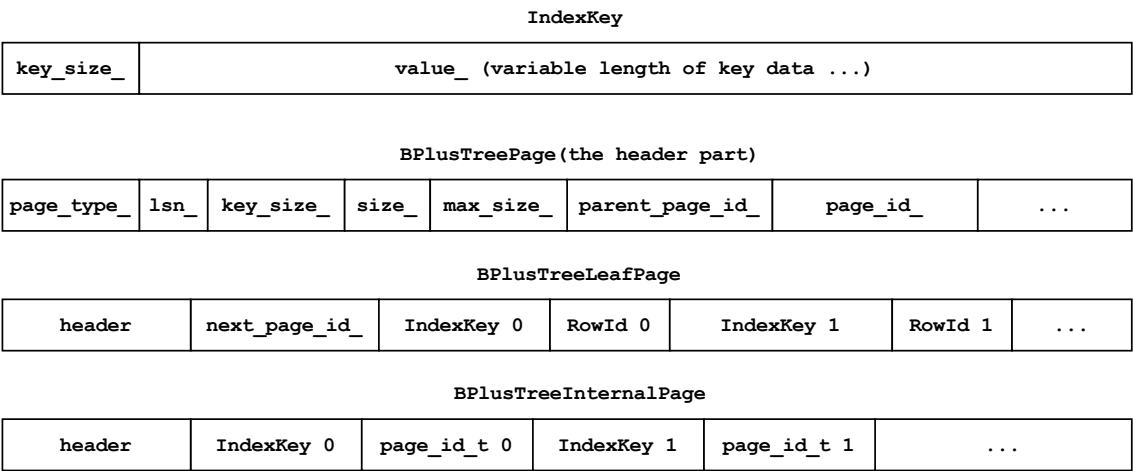 IndexKey
key_size_ value_ (variable length of key data ...)
BPlusTreePage(the header part)
page_type_ lsn_ key_size_ size_ max_size_ parent_page_id_ page_id_ ...
BPlusTreeLeafPage
header next_page_id_ IndexKey 0 RowId 0 IndexKey 1 RowId 1 ...
BPlusTreeInternalPage
header IndexKey 0 page_id_t 0 IndexKey 1 page_id_t 1 ...